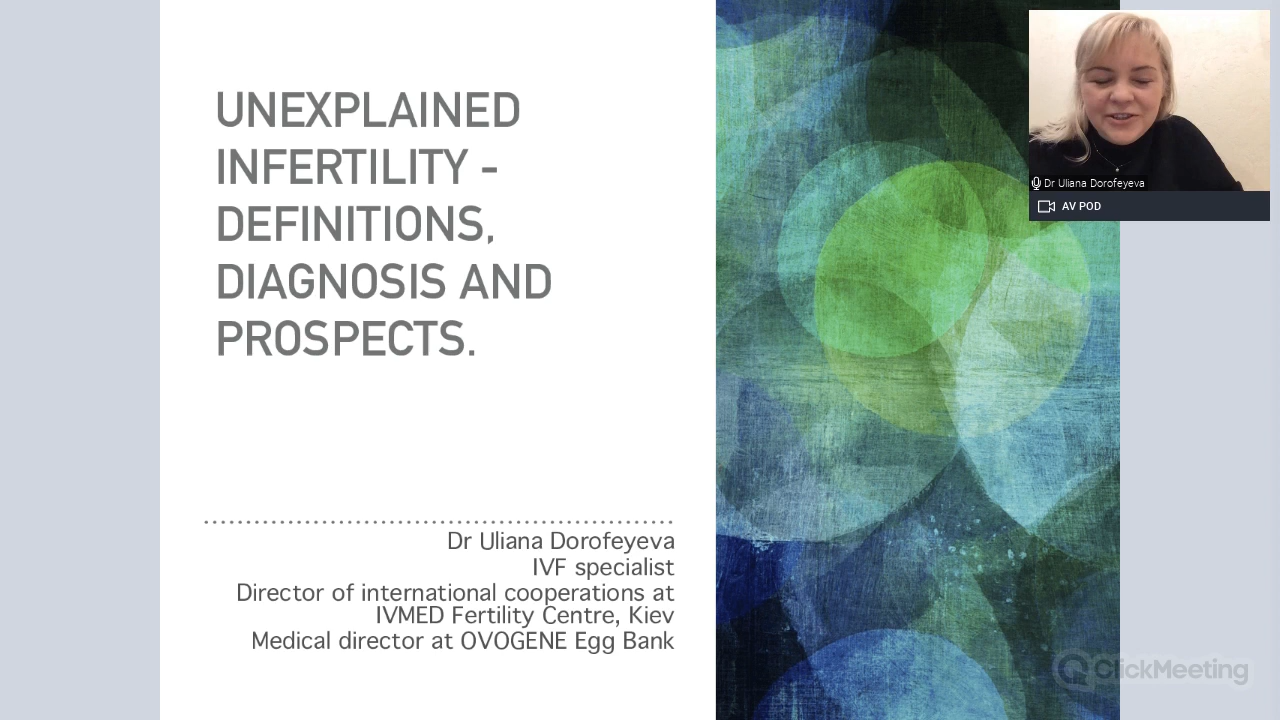 UNEXPLAINED
INFERTILITY -
DEFINITIONS,
DIAGNOSIS AND
PROSPECTS.
Dr Uliana Dorofeyeva
IVF specialist
Director of international cooperations at
IVMED Fertility Centre, Kiev
Medical director at OVOGENE Egg Bank
Dr Uliana Dorofeyeva
AV POD
ClickMeeting